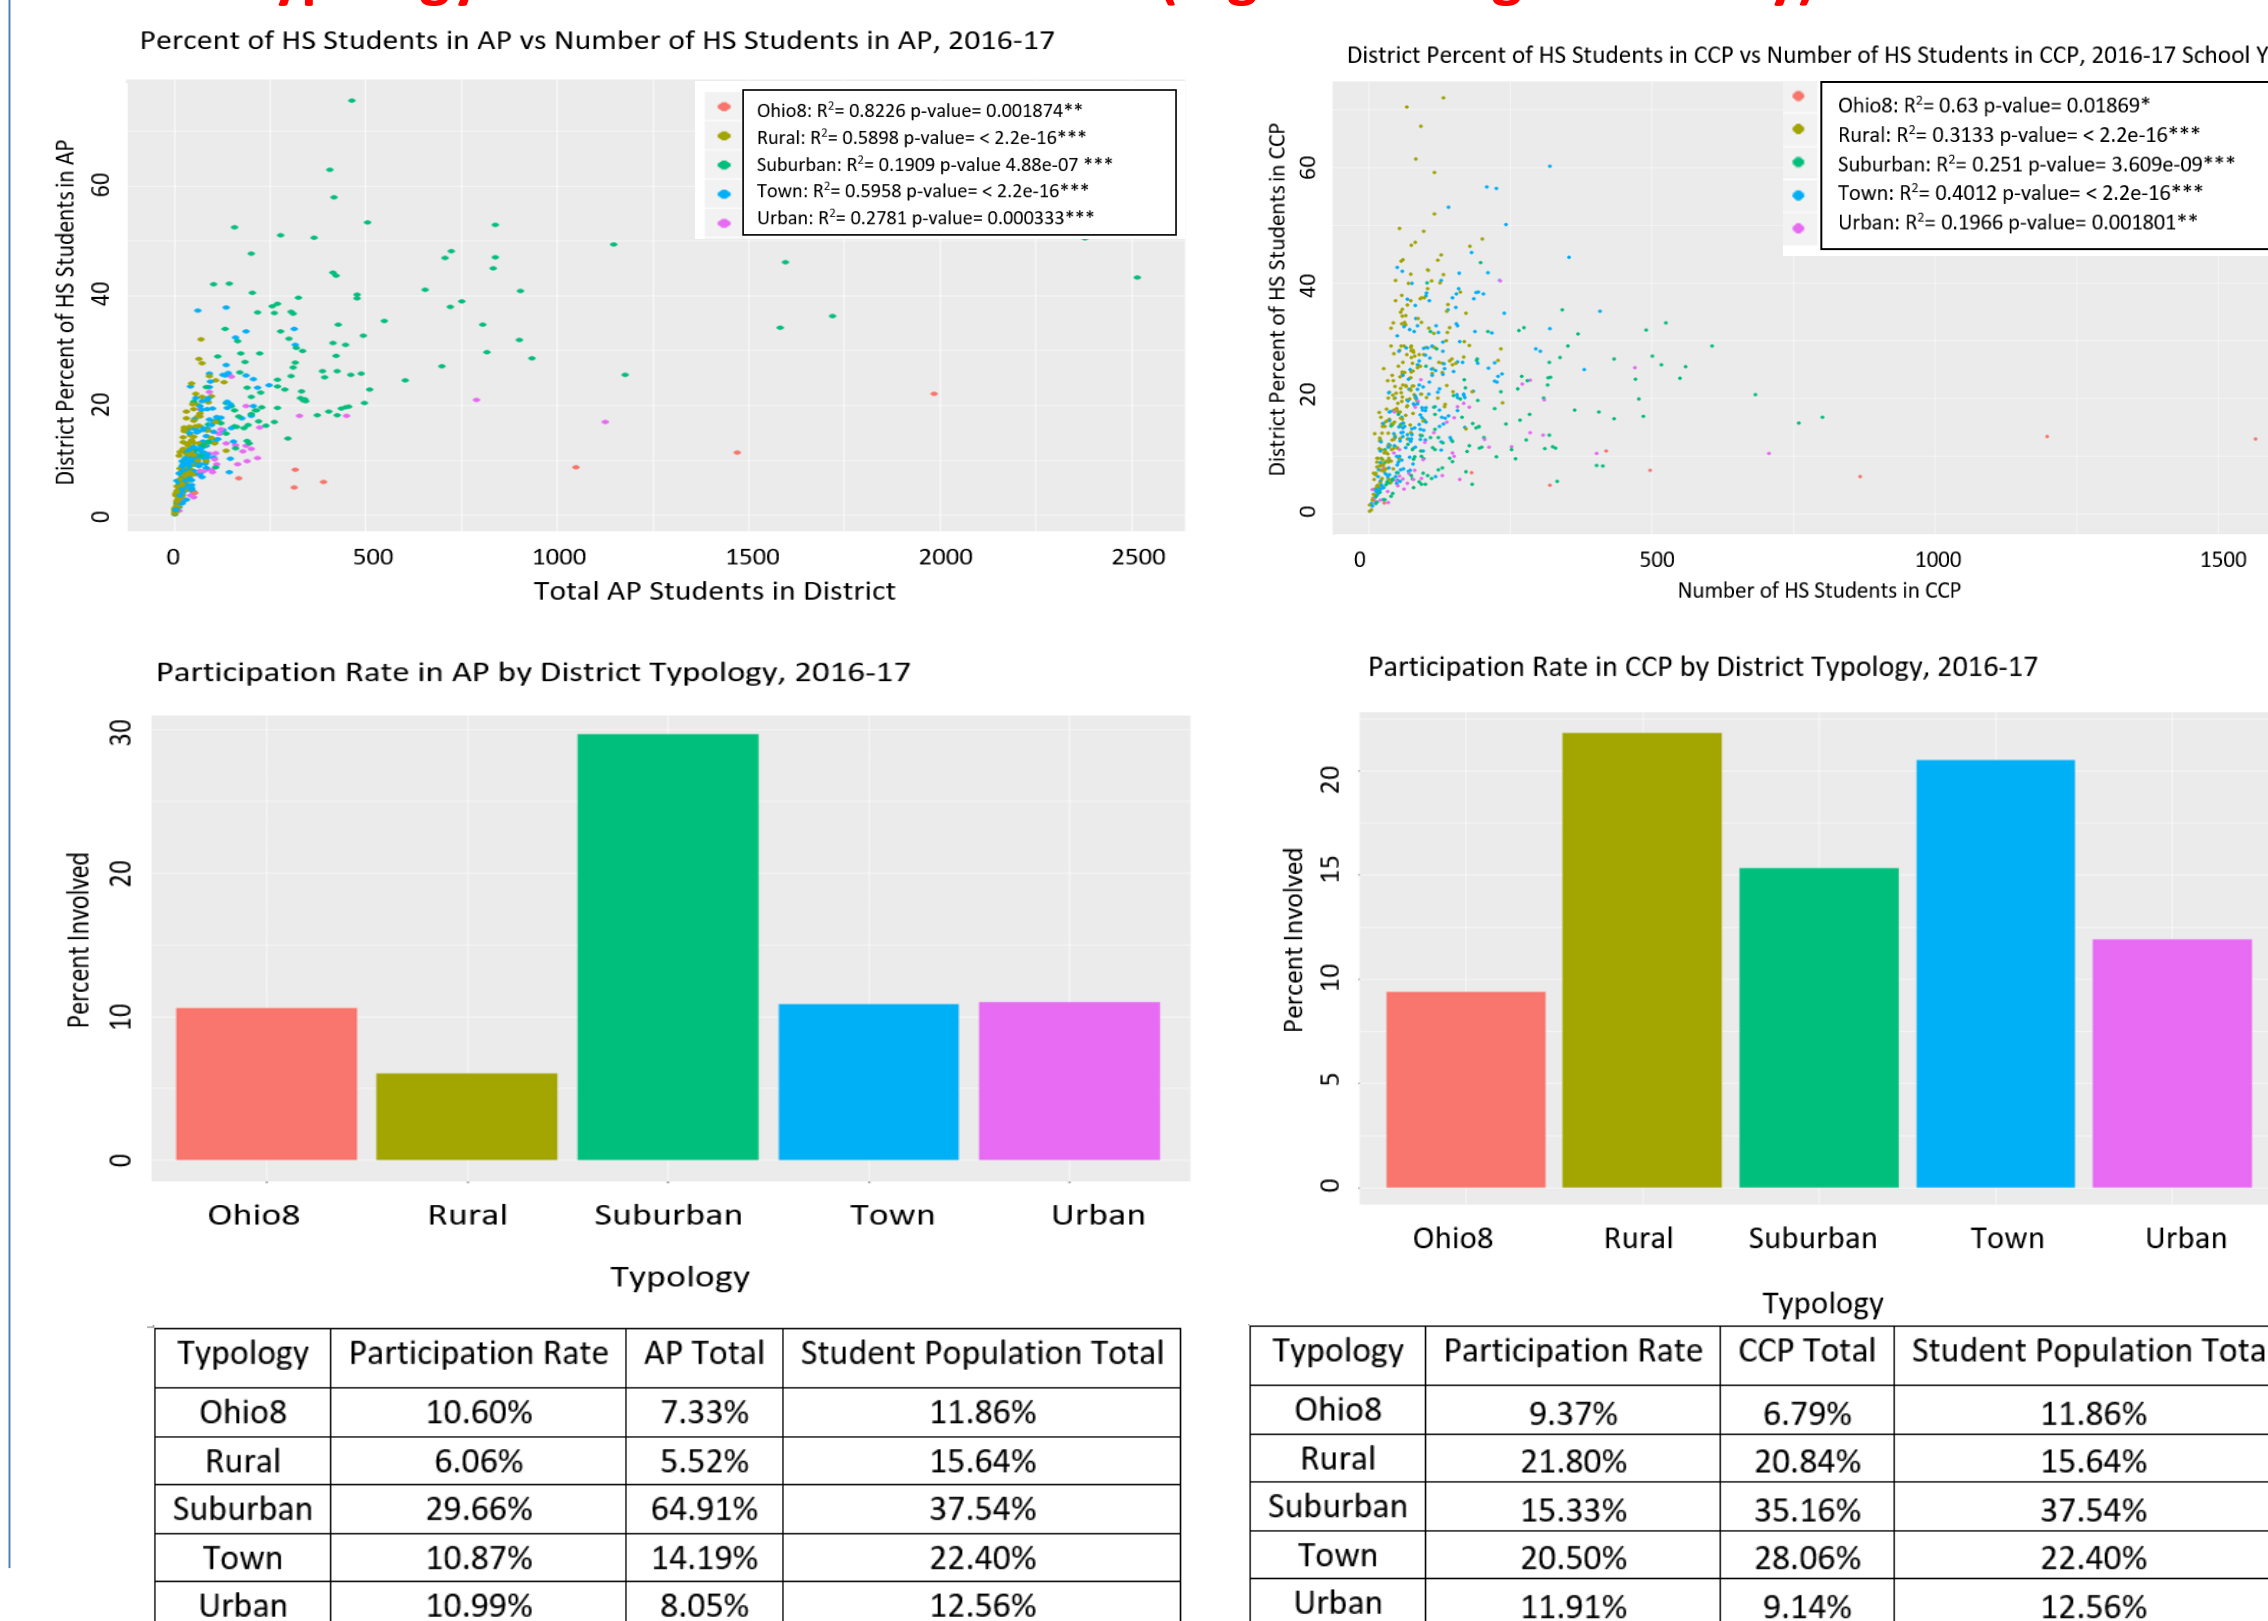 Percent of HS Students in AP vs Number of HS Students in AP, 2016-17
District Percent of HS Students in AP
0
20
40
60
Ohio8: R²= 0.8226 p-value= 0.001874**
Rural: R²= 0.5898 p-value= < 2.2e-16***
Suburban: R²= 0.1909 p-value 4.88e-07 ***
Town: R²= 0.5958 p-value= < 2.2e-16***
Urban: R²= 0.2781 p-value= 0.000333***
0 500 1000 1500 2000 2500
Total AP Students in District
District Percent of HS Students in CCP vs Number of HS Students in CCP, 2016-17 School Y
District Percent of HS Students in CCP
0
20
40
60
Ohio8: R²= 0.63 p-value= 0.01869*
Rural: R²= 0.3133 p-value= < 2.2e-16***
Suburban: R²= 0.251 p-value= 3.609e-09***
Town: R²= 0.4012 p-value= < 2.2e-16***
Urban: R²= 0.1966 p-value= 0.001801**
0 500 1000 1500
Number of HS Students in CCP
Participation Rate in AP by District Typology, 2016-17
Percent Involved
0
10
20
30
Ohio8 Rural Suburban Town Urban
Typology
Participation Rate in CCP by District Typology, 2016-17
Percent Involved
0
5
10
15
20
Ohio8 Rural Suburban Town Urban
Typology
Typology Participation Rate AP Total Student Population Total
Ohio8 10.60% 7.33% 11.86%
Rural 6.06% 5.52% 15.64%
Suburban 29.66% 64.91% 37.54%
Town 10.87% 14.19% 22.40%
Urban 10.99% 8.05% 12.56%
Typology Participation Rate CCP Total Student Population Tota
Ohio8 9.37% 6.79% 11.86%
Rural 21.80% 20.84% 15.64%
Suburban 15.33% 35.16% 37.54%
Town 20.50% 28.06% 22.40%
Urban 11.91% 9.14% 12.56%